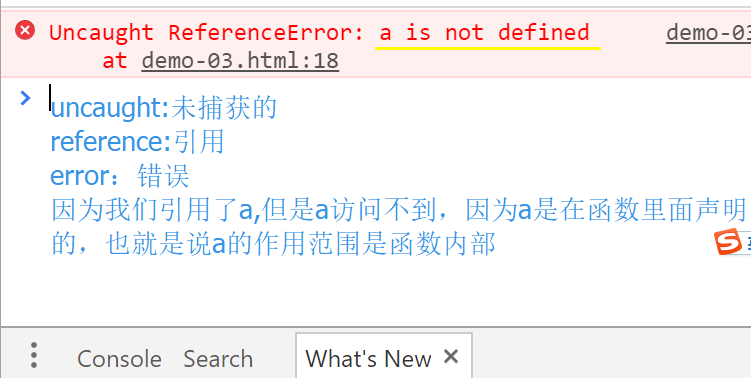 Uncaught ReferenceError: a is not defined demo-03
at demo-03.html:18
uncaught:未捕获的
reference:引用
error：错误
因为我们引用了a,但是a访问不到，因为a是在函数里面声明
的，也就是说a的作用范围是函数内部
Console Search What's New